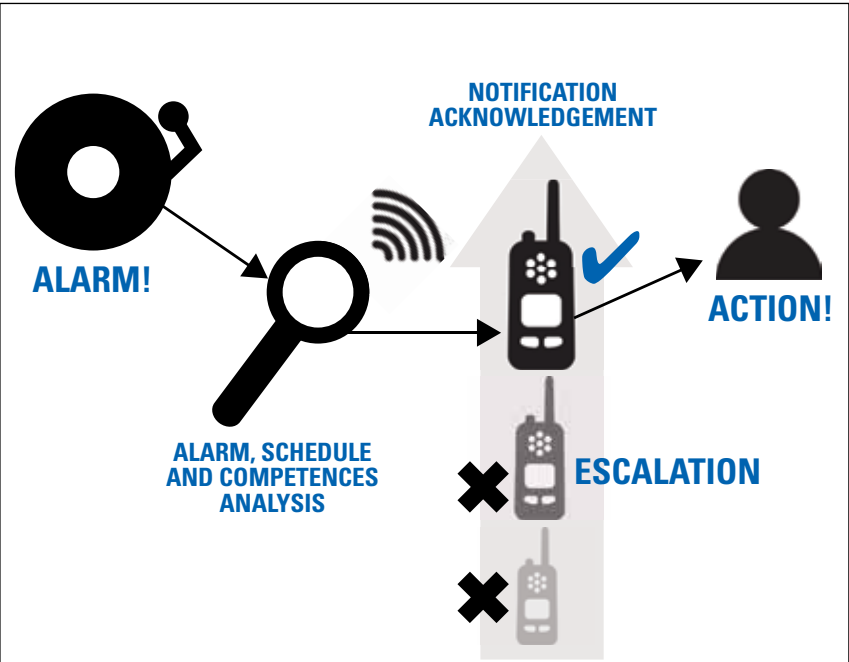 NOTIFICATION
ACKNOWLEDGEMENT
ALARM!
ACTION!
ALARM, SCHEDULE
AND COMPETENCES
ANALYSIS
ESCALATION